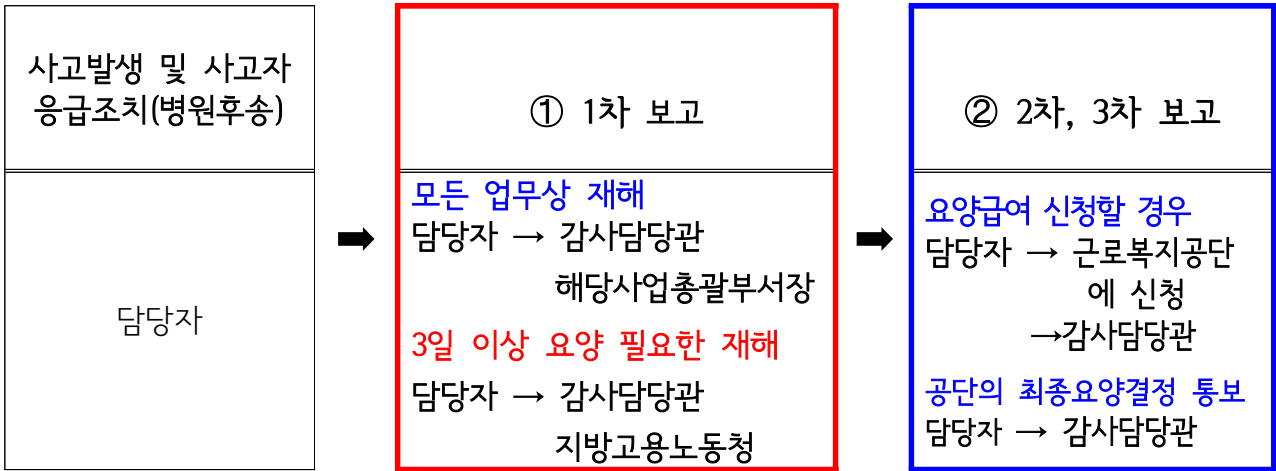 사고발생 및 사고자
응급조치(병원후송)
담당자
① 1차 보고
모든 업무상 재해
담당자 → 감사담당관
해당사업총괄부서장
3일 이상 요양 필요한 재해
담당자 → 감사담당관
지방고용노동청
② 2차, 3차 보고
요양급여 신청할 경우
담당자 → 근로복지공단
에 신청
→감사담당관
공단의 최종요양결정 통보
담당자 → 감사담당관